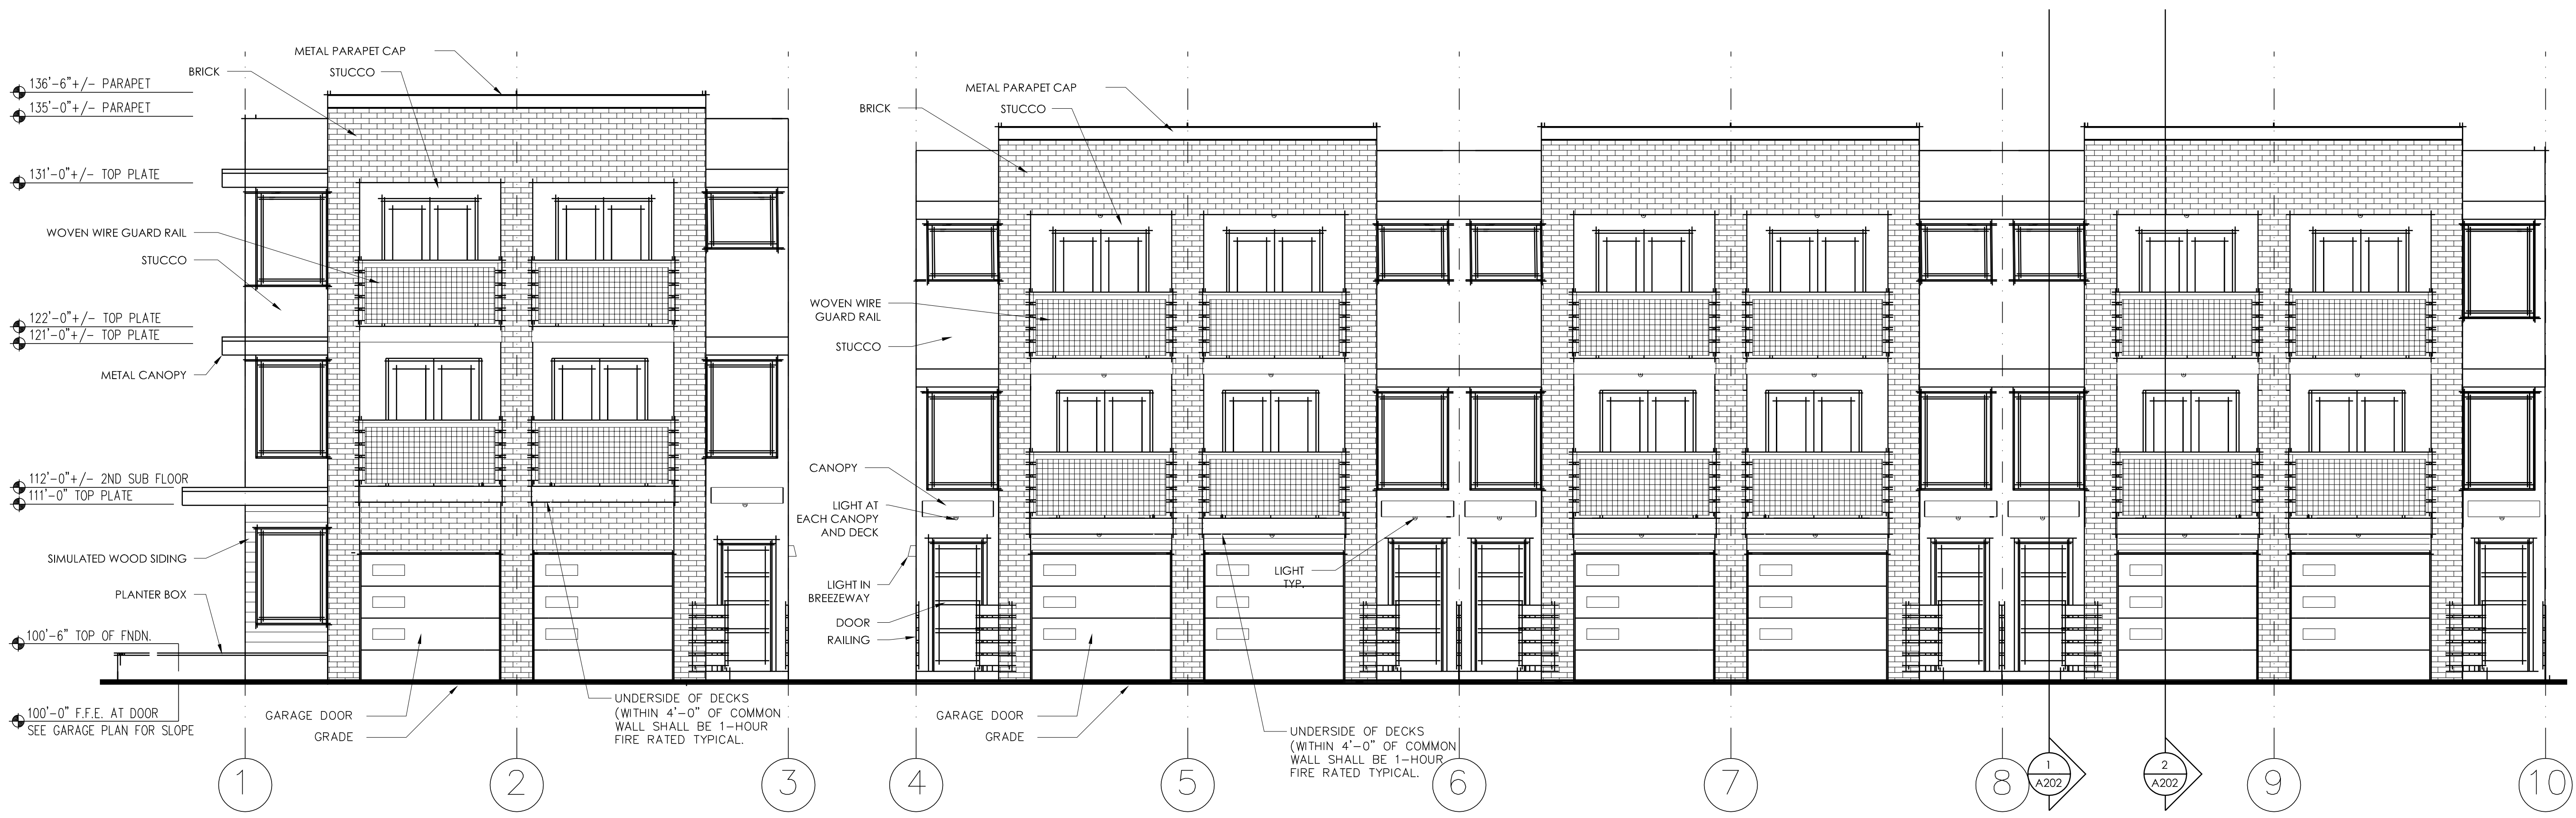 METAL PARAPET CAP
STUCCO
BRICK
136'-6"+/- PARAPET
135'-0"+/- PARAPET
131'-0"+/- TOP PLATE
WOVEN WIRE GUARD RAIL
STUCCO
122'-0"+/- TOP PLATE
121'-0"+/- TOP PLATE
METAL CANOPY
112'-0"+/- 2ND SUB FLOOR
111'-0" TOP PLATE
SIMULATED WOOD SIDING
PLANTER BOX
100'-6" TOP OF FNDN.
100'-0" F.F.E. AT DOOR
SEE GARAGE PLAN FOR SLOPE
GARAGE DOOR
GRADE
UNDERSIDE OF DECKS
(WITHIN 4'-0" OF COMMON
WALL SHALL BE 1-HOUR
FIRE RATED TYPICAL.
METAL PARAPET CAP
STUCCO
BRICK
WOVEN WIRE
GUARD RAIL
STUCCO
CANOPY
LIGHT AT
EACH CANOPY
AND DECK
LIGHT IN
BREEZEWAY
DOOR
RAILING
LIGHT
TYP.
GARAGE DOOR
GRADE
UNDERSIDE OF DECKS
(WITHIN 4'-0" OF COMMON
WALL SHALL BE 1-HOUR
FIRE RATED TYPICAL.
1
2
3
4
5
6
7
8
1
A202
2
A202
9
10